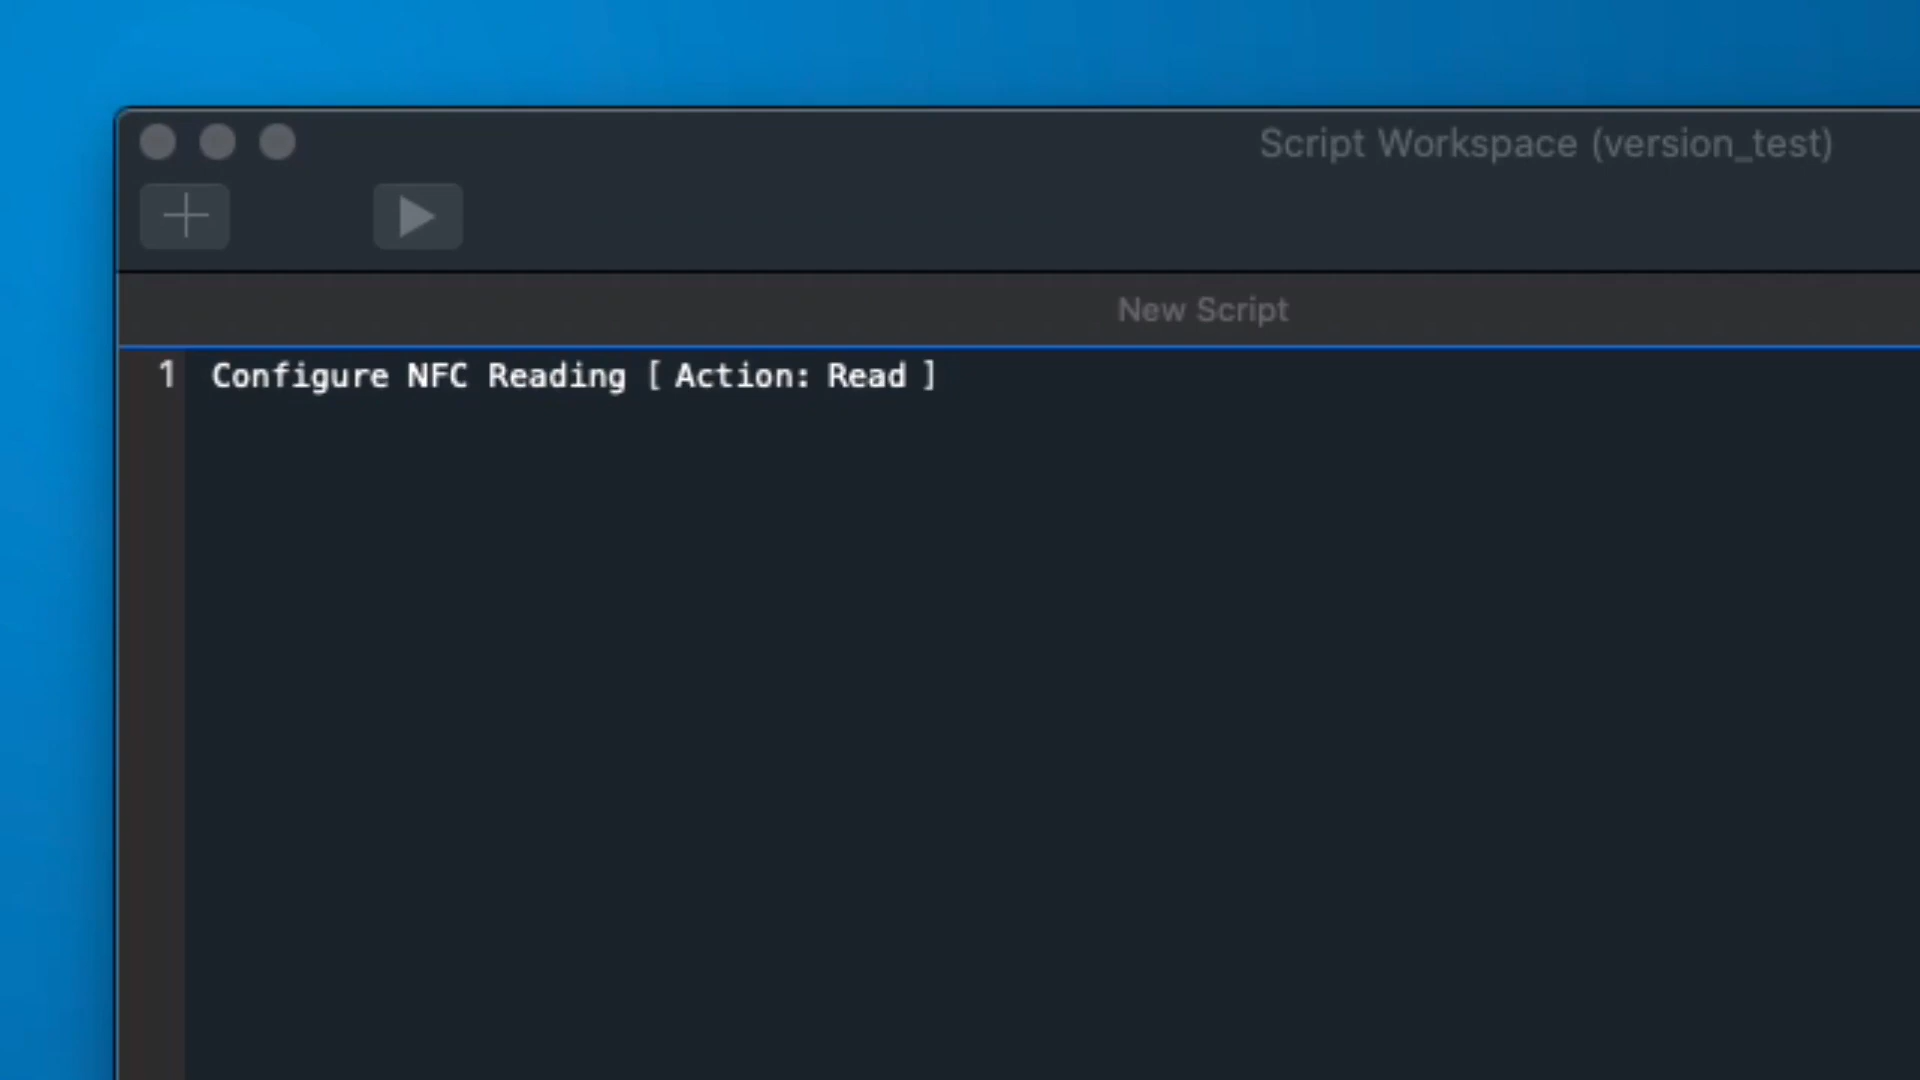 Script Workspace (version_test)
New Script
1 Configure NFC Reading [ Action: Read ]